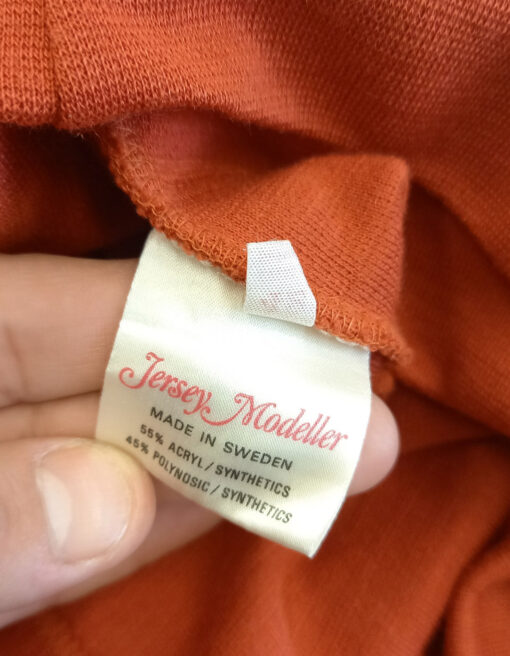 Jersey Modeller
MADE IN SWEDEN
55% ACRYL/SYNTHETICS
45% POLYNOSIC/SYNTHETICS